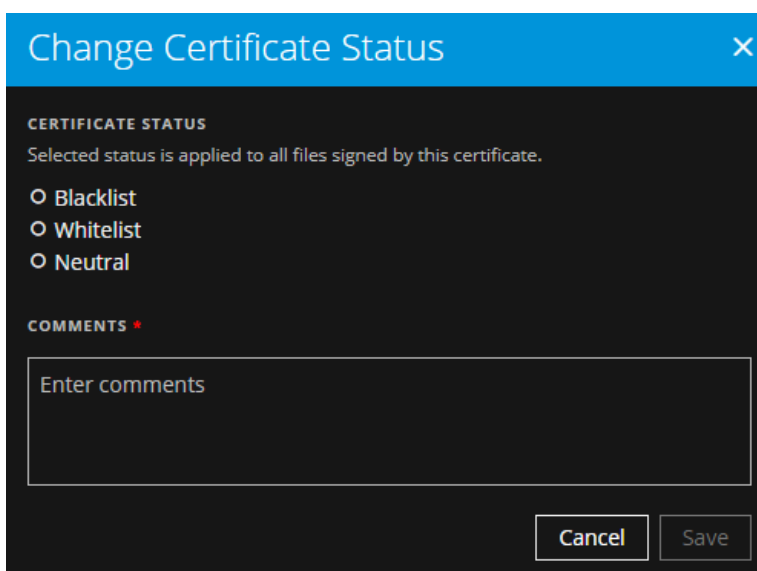 Change Certificate Status
CERTIFICATE STATUS
Selected status is applied to all files signed by this certificate.
Blacklist
Whitelist
Neutral
COMMENTS *
Enter comments
Cancel Save